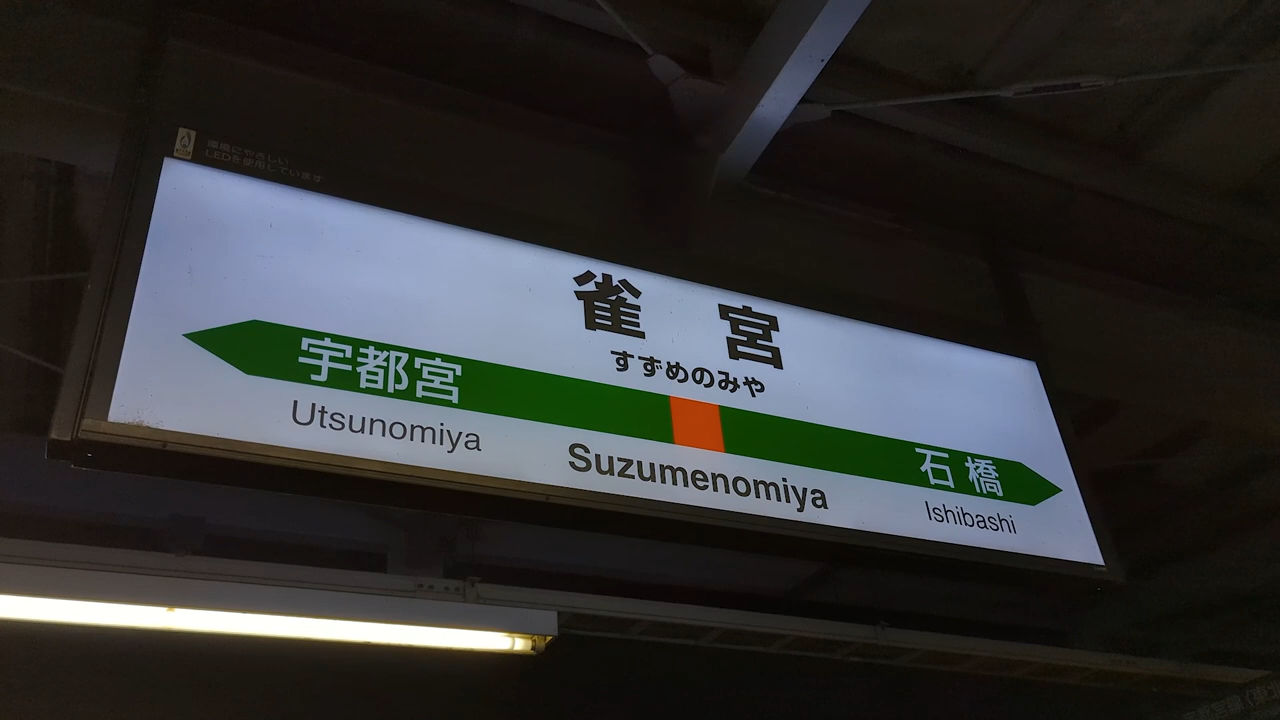 環境にやさしい
LEDを使用しています
雀宮
すずめのみや
宇都宮
石橋
Utsunomiya
Suzumenomiya
Ishibashi